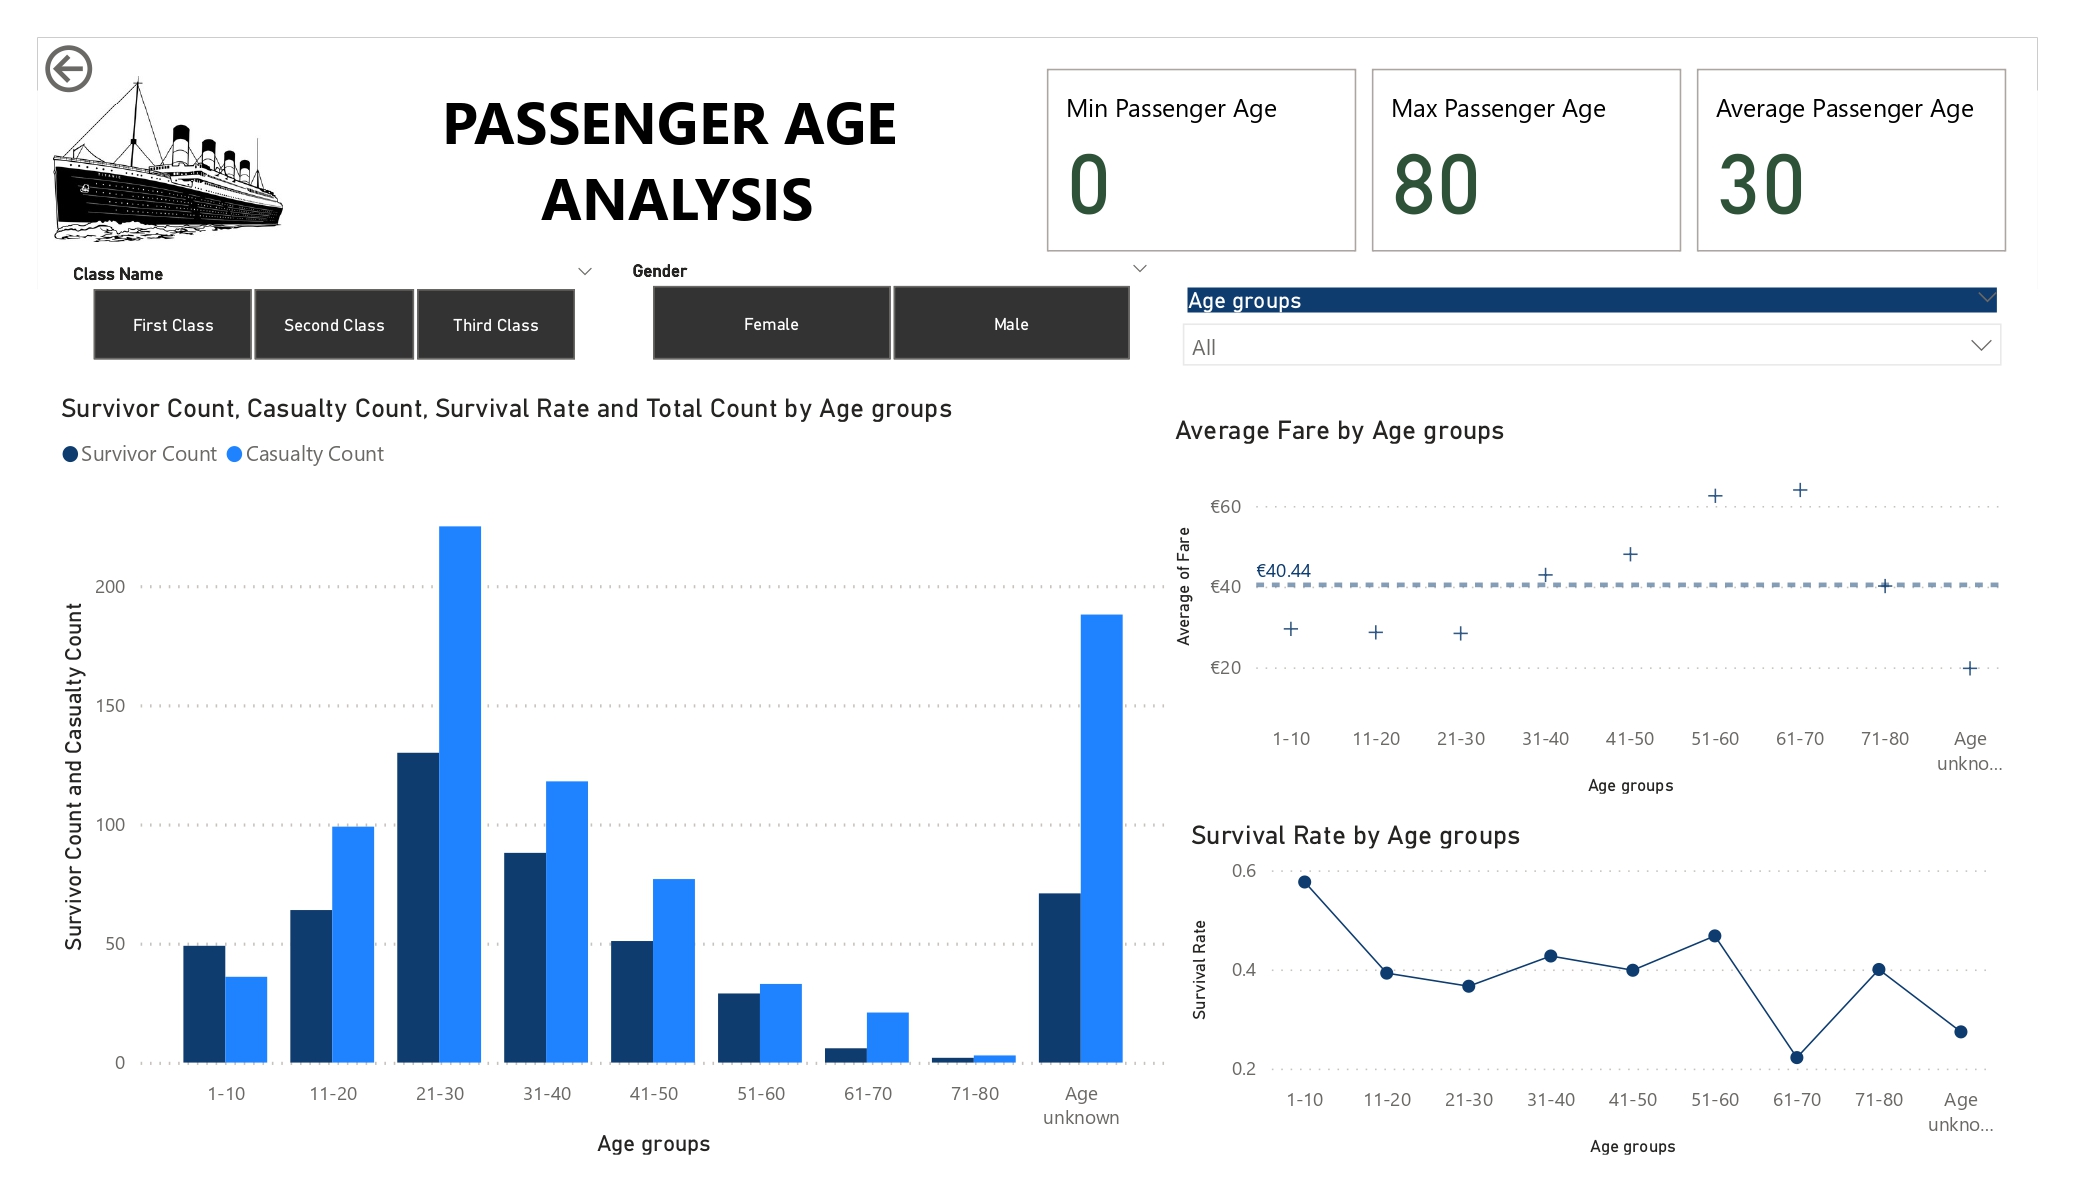 PASSENGER AGE
ANALYSIS
Min Passenger Age
0
Max Passenger Age
80
Average Passenger Age
30
Class Name
First Class
Second Class
Third Class
Gender
Female
Male
Age groups
All
Survivor Count, Casualty Count, Survival Rate and Total Count by Age groups
Survivor Count
Casualty Count
Survivor Count and Casualty Count
200
150
100
50
0
1-10
11-20
21-30
31-40
41-50
51-60
61-70
71-80
Age
unknown
Age groups
Average Fare by Age groups
Average of Fare
€60
€40.44
€40
€20
1-10
11-20
21-30
31-40
41-50
51-60
61-70
71-80
Age
unkno...
Age groups
Survival Rate by Age groups
Survival Rate
0.6
0.4
0.2
1-10
11-20
21-30
31-40
41-50
51-60
61-70
71-80
Age
unkno...
Age groups